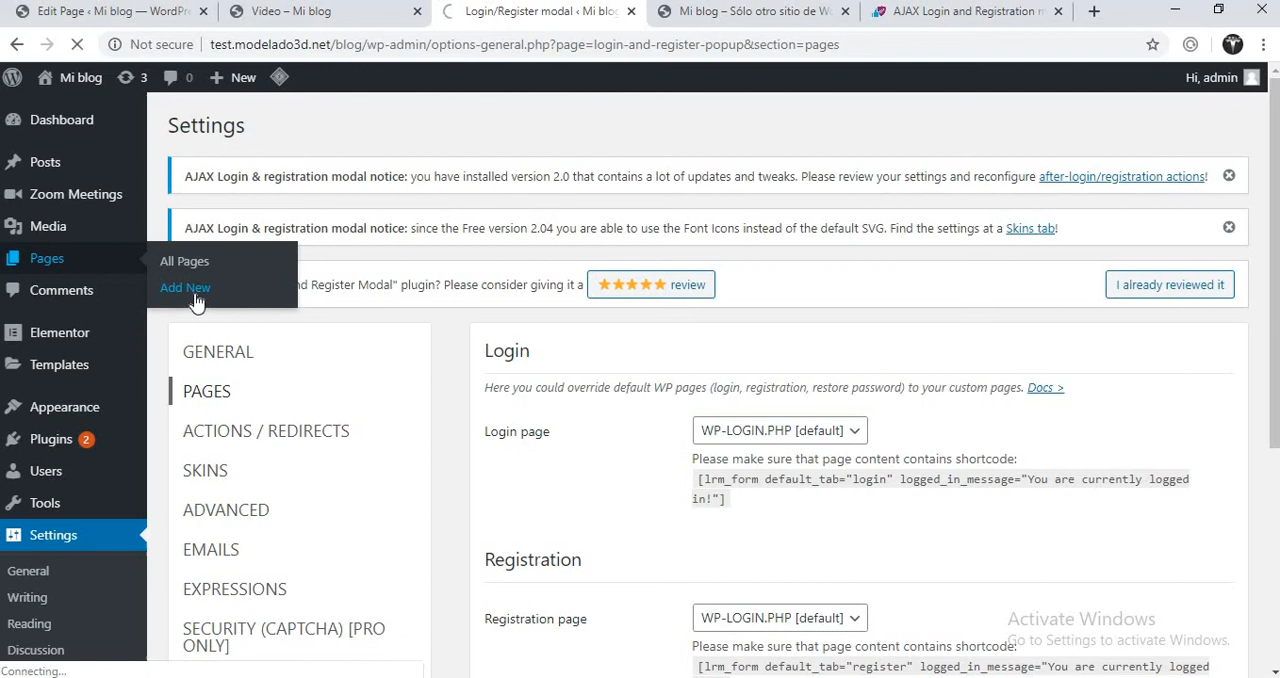 Edit Page ‹ Mi blog — WordPr
Video – Mi blog
Login/Register modal ‹ Mi blog
Mi blog – Sólo otro sitio de W
AJAX Login and Registration m
Not secure
test.modelado3d.net/blog/wp-admin/options-general.php?page=login-and-register-popup&section=pages
Mi blog
3
0
New
Hi, admin
Dashboard
Posts
Zoom Meetings
Media
Pages
Comments
Elementor
Templates
Appearance
Plugins 2
Users
Tools
Settings
General
Writing
Reading
Discussion
Connecting...
All Pages
Add New
Settings
AJAX Login & registration modal notice: you have installed version 2.0 that contains a lot of updates and tweaks. Please review your settings and reconfigure after-login/registration actions!
AJAX Login & registration modal notice: since the Free version 2.04 you are able to use the Font Icons instead of the default SVG. Find the settings at a Skins tab!
nd Register Modal" plugin? Please consider giving it a
review
I already reviewed it
GENERAL
PAGES
ACTIONS / REDIRECTS
SKINS
ADVANCED
EMAILS
EXPRESSIONS
SECURITY (CAPTCHA) [PRO
ONLY]
Login
Here you could override default WP pages (login, registration, restore password) to your custom pages. Docs >
Login page
WP-LOGIN.PHP [default]
Please make sure that page content contains shortcode:
[lrm_form default_tab="login" logged_in_message="You are currently logged
in!"]
Registration
Registration page
WP-LOGIN.PHP [default]
Please make sure that page content contains shortcode:
[lrm_form default_tab="register" logged_in_message="You are currently logged
Activate Windows
Go to Settings to activate Windows.